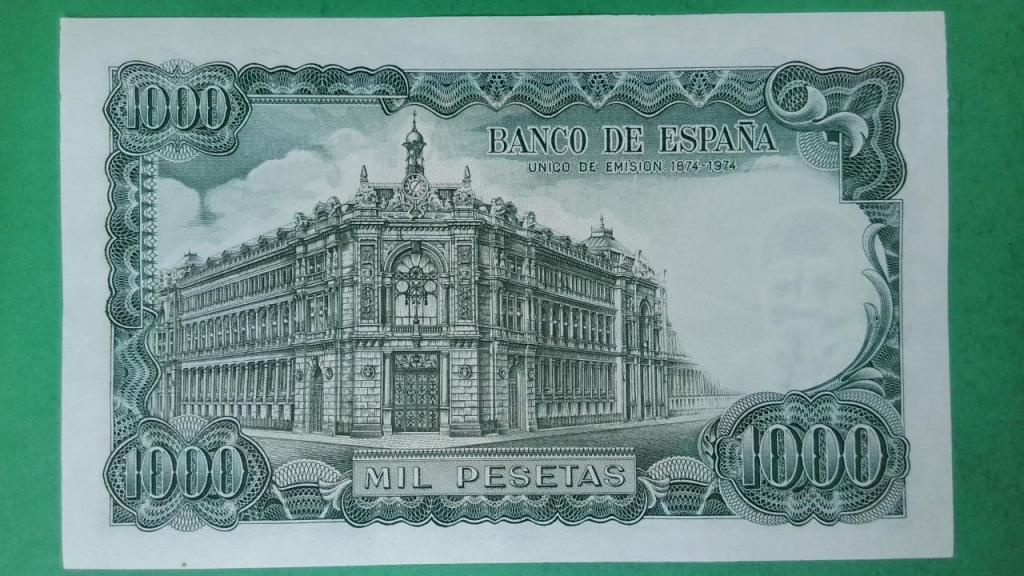 1000
BANCO DE ESPAÑA
UNICO DE EMISION. 1874-1974
1000
MIL PESETAS
1000